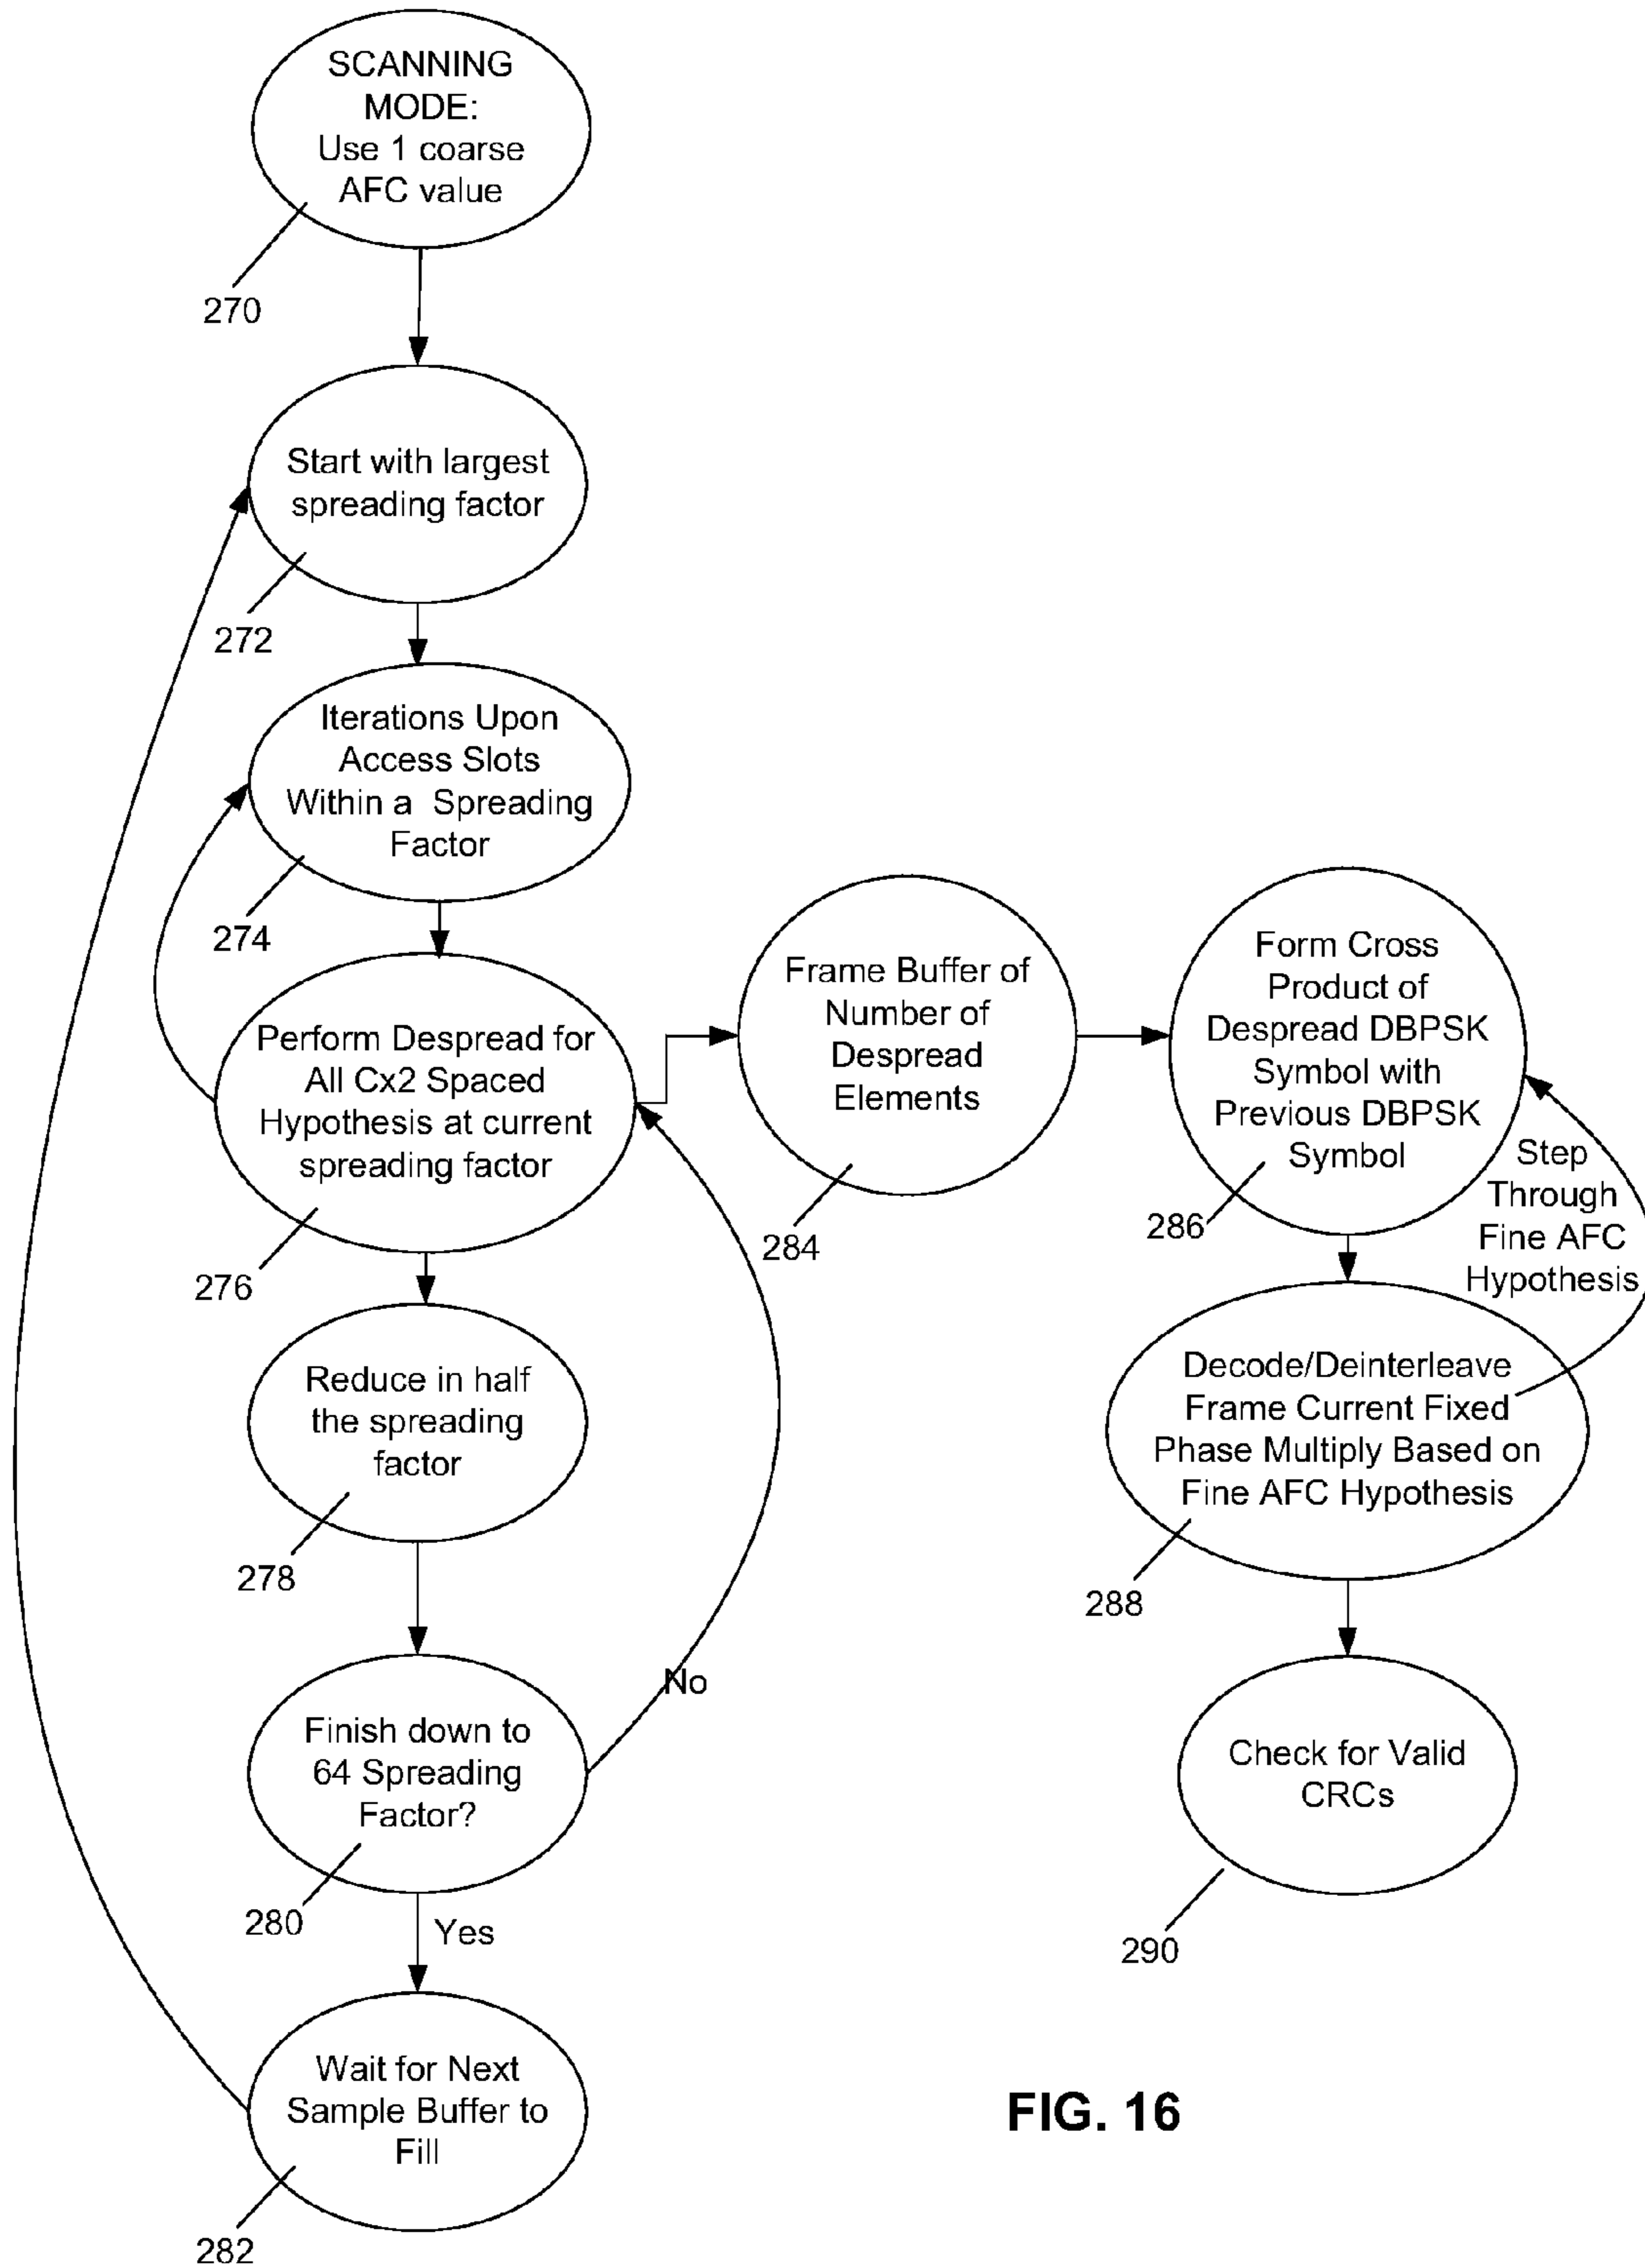 SCANNING
MODE:
Use 1 coarse
AFC value
270
Start with largest
spreading factor
272
Iterations Upon
Access Slots
Within a Spreading
Factor
274
Perform Despread for
All Cx2 Spaced
Hypothesis at current
spreading factor
276
Reduce in half
the spreading
factor
278
Finish down to
64 Spreading
Factor?
280
No
Yes
Wait for Next
Sample Buffer to
Fill
282
Frame Buffer of
Number of
Despread
Elements
284
Form Cross
Product of
Despread DBPSK
Symbol with
Previous DBPSK
Symbol
286
Step
Through
Fine AFC
Hypothesis
Decode/Deinterleave
Frame Current Fixed
Phase Multiply Based on
Fine AFC Hypothesis
288
Check for Valid
CRCs
290
FIG. 16